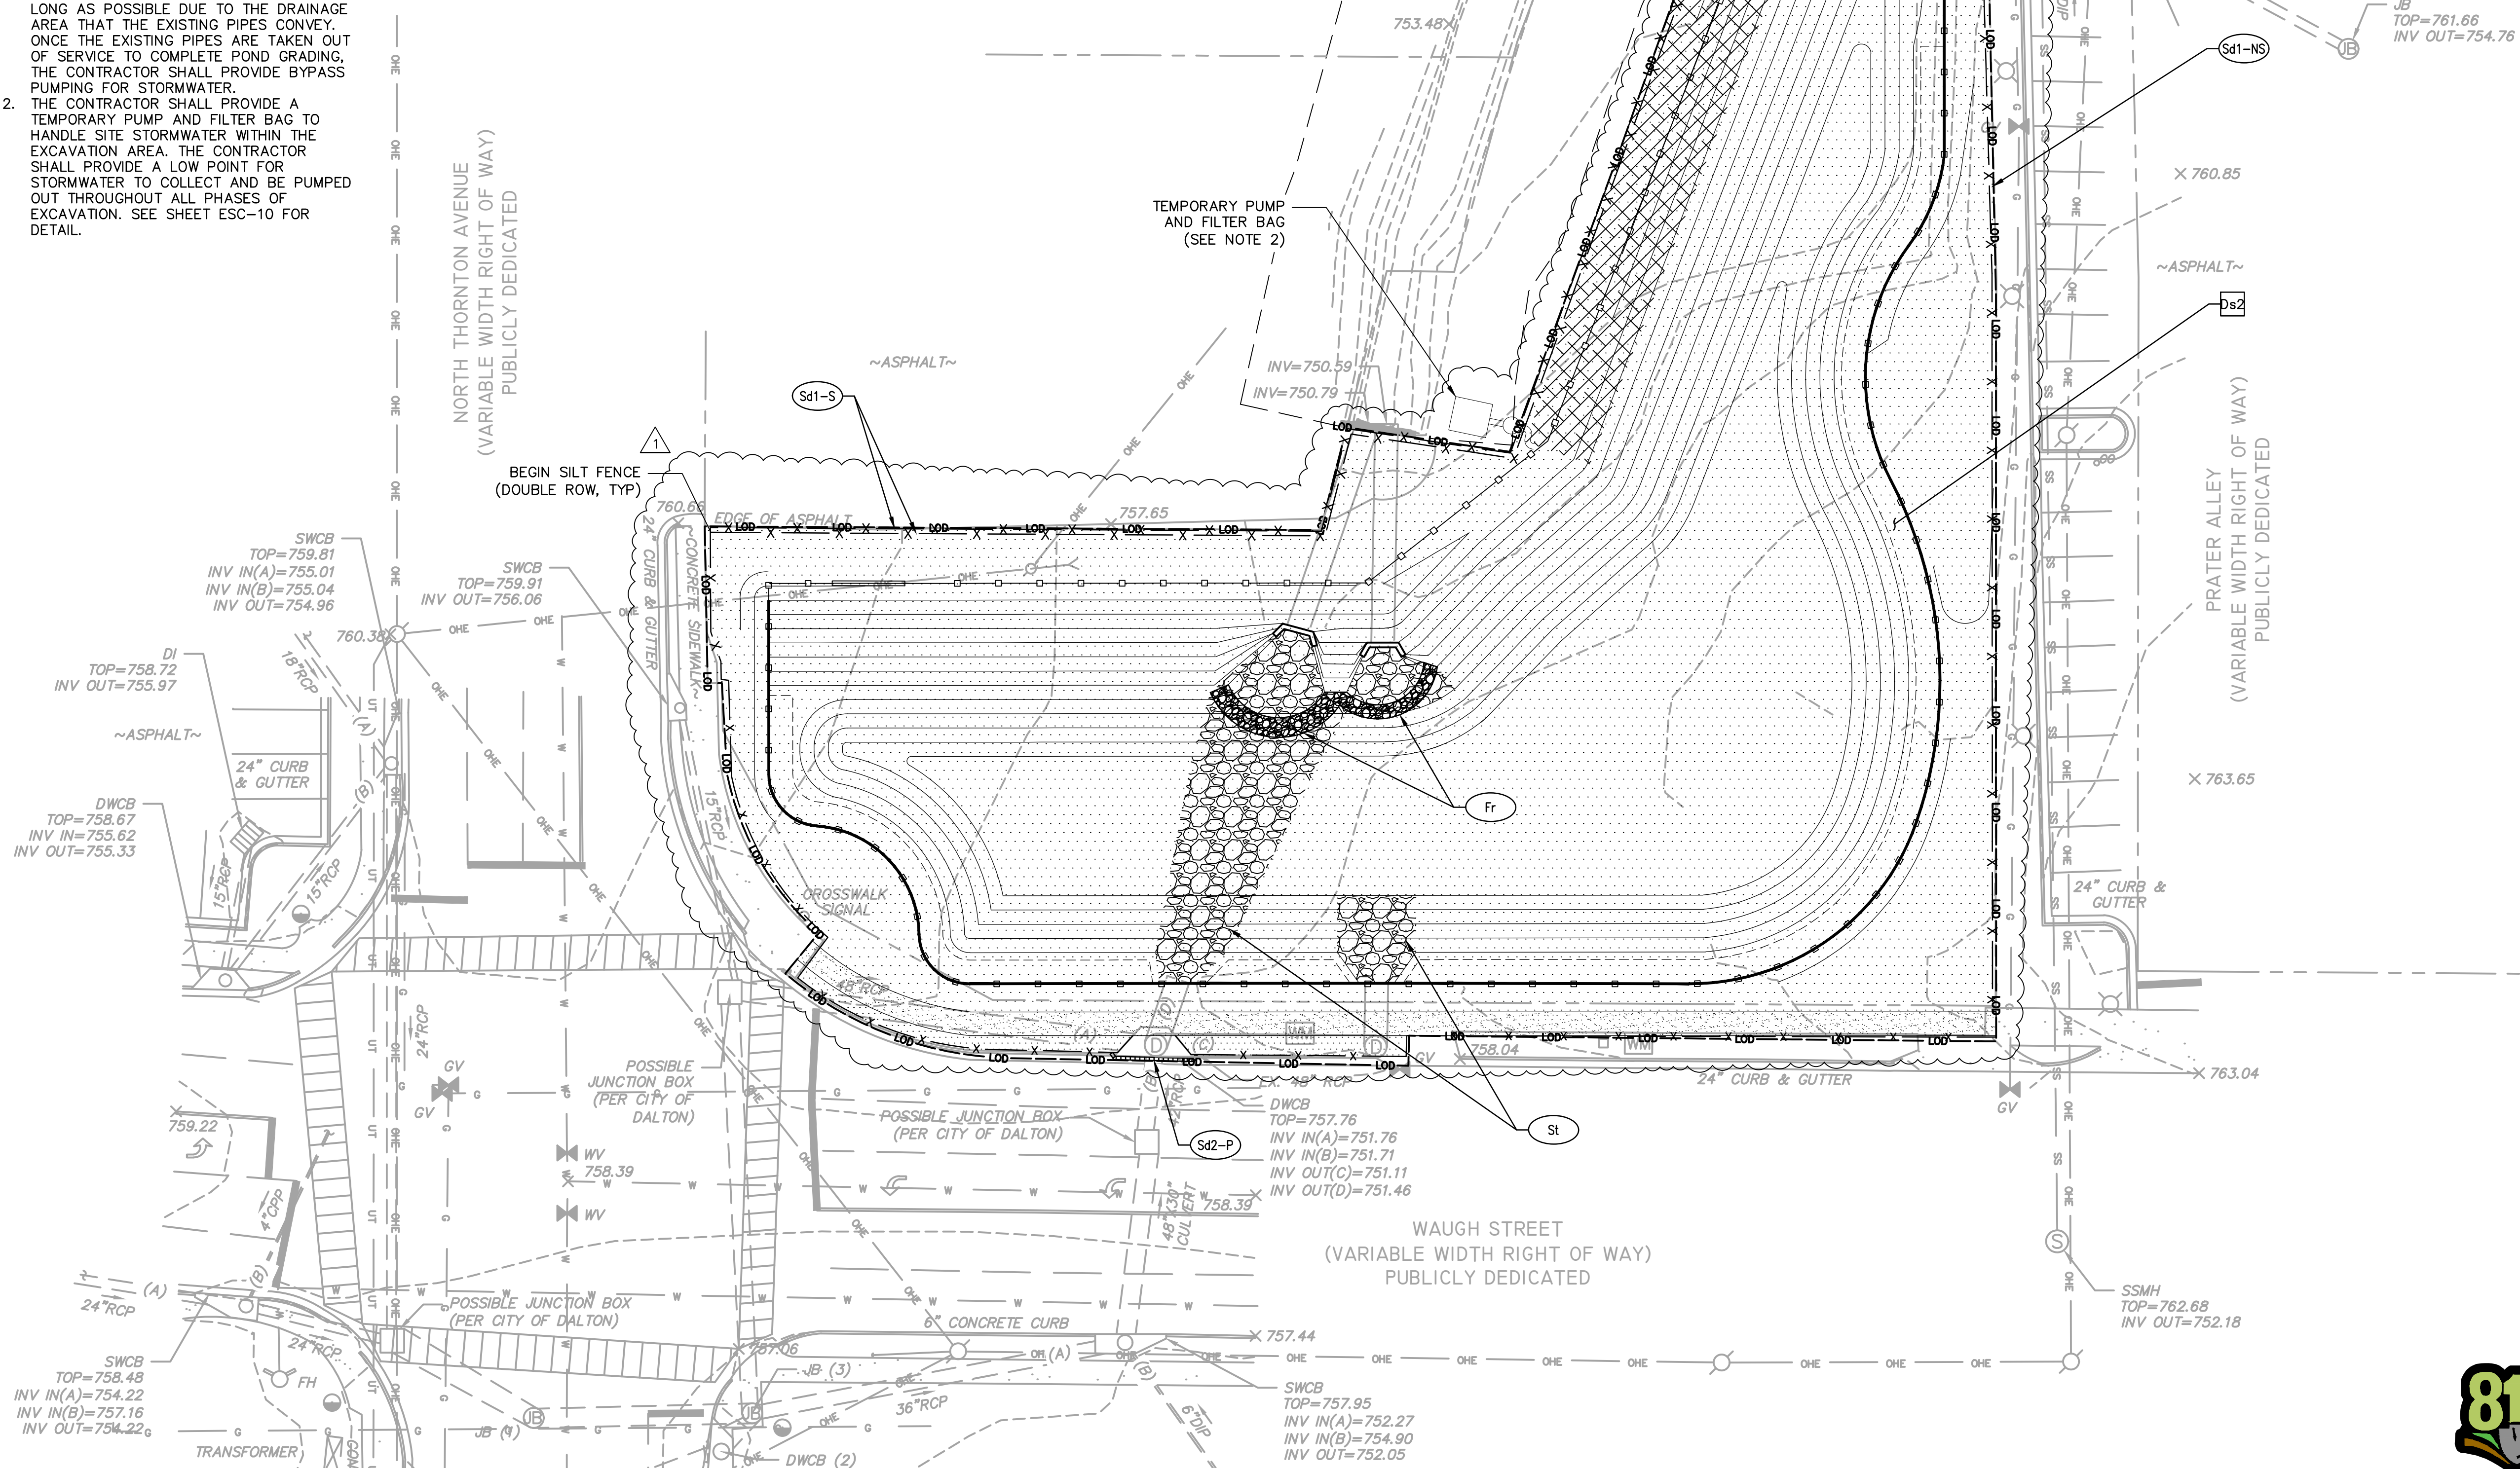 LONG AS POSSIBLE DUE TO THE DRAINAGE
AREA THAT THE EXISTING PIPES CONVEY.
ONCE THE EXISTING PIPES ARE TAKEN OUT
OF SERVICE TO COMPLETE POND GRADING,
THE CONTRACTOR SHALL PROVIDE BYPASS
PUMPING FOR STORMWATER.
2. THE CONTRACTOR SHALL PROVIDE A
TEMPORARY PUMP AND FILTER BAG TO
HANDLE SITE STORMWATER WITHIN THE
EXCAVATION AREA. THE CONTRACTOR
SHALL PROVIDE A LOW POINT FOR
STORMWATER TO COLLECT AND BE PUMPED
OUT THROUGHOUT ALL PHASES OF
EXCAVATION. SEE SHEET ESC-10 FOR
DETAIL.
NORTH THORNTON AVENUE
(VARIABLE WIDTH RIGHT OF WAY)
PUBLICLY DEDICATED
753.48
JB
TOP=761.66
INV OUT=754.76
JB
Sd1-NS
760.85
~ASPHALT~
TEMPORARY PUMP
AND FILTER BAG
(SEE NOTE 2)
Ds2
INV=750.59
INV=750.79
~ASPHALT~
Sd1-S
1
BEGIN SILT FENCE
(DOUBLE ROW, TYP)
760.66
EDGE OF ASPHALT
757.65
24" CURB & GUTTER
~CONCRETE SIDEWALK~
PRATER ALLEY
(VARIABLE WIDTH RIGHT OF WAY)
PUBLICLY DEDICATED
SWCB
TOP=759.81
INV IN(A)=755.01
INV IN(B)=755.04
INV OUT=754.96
SWCB
TOP=759.91
INV OUT=756.06
760.38
18"RCP
(A)
(B)
DI
TOP=758.72
INV OUT=755.97
~ASPHALT~
24" CURB
& GUTTER
DWCB
TOP=758.67
INV IN=755.62
INV OUT=755.33
15"RCP
15"RCP
15"RCP
Fr
763.65
CROSSWALK
SIGNAL
24" CURB &
GUTTER
48"RCP
(A)
(D)
D
C
WM
D
GV
758.04
WM
24" CURB & GUTTER
763.04
GV
24"RCP
GV
GV
POSSIBLE
JUNCTION BOX
(PER CITY OF
DALTON)
EX. 48" RCP
(B)
42"RCP
POSSIBLE JUNCTION BOX
(PER CITY OF DALTON)
DWCB
TOP=757.76
INV IN(A)=751.76
INV IN(B)=751.71
INV OUT(C)=751.11
INV OUT(D)=751.46
Sd2-P
St
759.22
WV
758.39
WV
758.39
48"X30"
CULVERT
4"CPP
WAUGH STREET
(VARIABLE WIDTH RIGHT OF WAY)
PUBLICLY DEDICATED
S
SSMH
TOP=762.68
INV OUT=752.18
(A)
(B)
24"RCP
POSSIBLE JUNCTION BOX
(PER CITY OF DALTON)
6" CONCRETE CURB
757.44
24"RCP
757.06
(A)
(B)
SWCB
TOP=758.48
INV IN(A)=754.22
INV IN(B)=757.16
INV OUT=754.22
FH
JB (3)
JB
JB
JB (1)
36"RCP
6"DIP
SWCB
TOP=757.95
INV IN(A)=752.27
INV IN(B)=754.90
INV OUT=752.05
TRANSFORMER
DWCB (2)
81